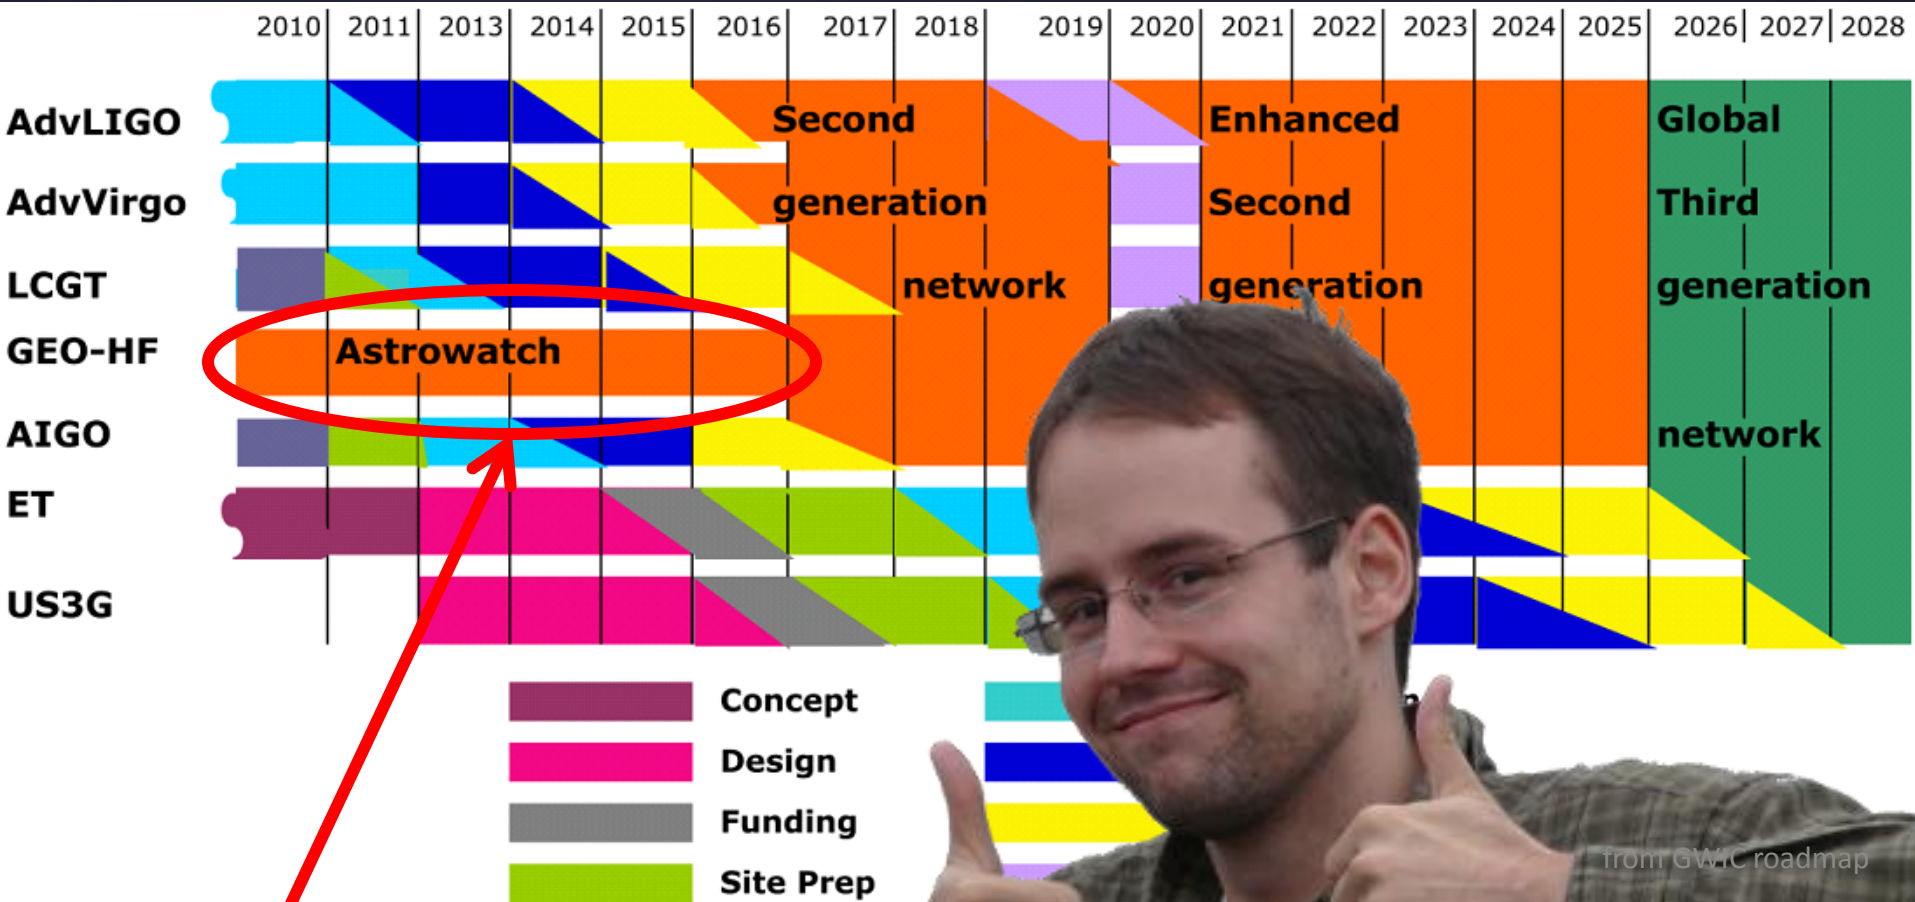 2010 2011 2013 2014 2015 2016 2017 2018 2019 2020 2021 2022 2023 2024 2025 2026 2027 2028
AdvLIGO Second Enhanced Global
AdvVirgo generation Second Third
LCGT network generation generation
GEO-HF Astrowatch
AIGO network
ET
US3G
Concept
Design
Funding
Site Prep
from GWIC roadmap